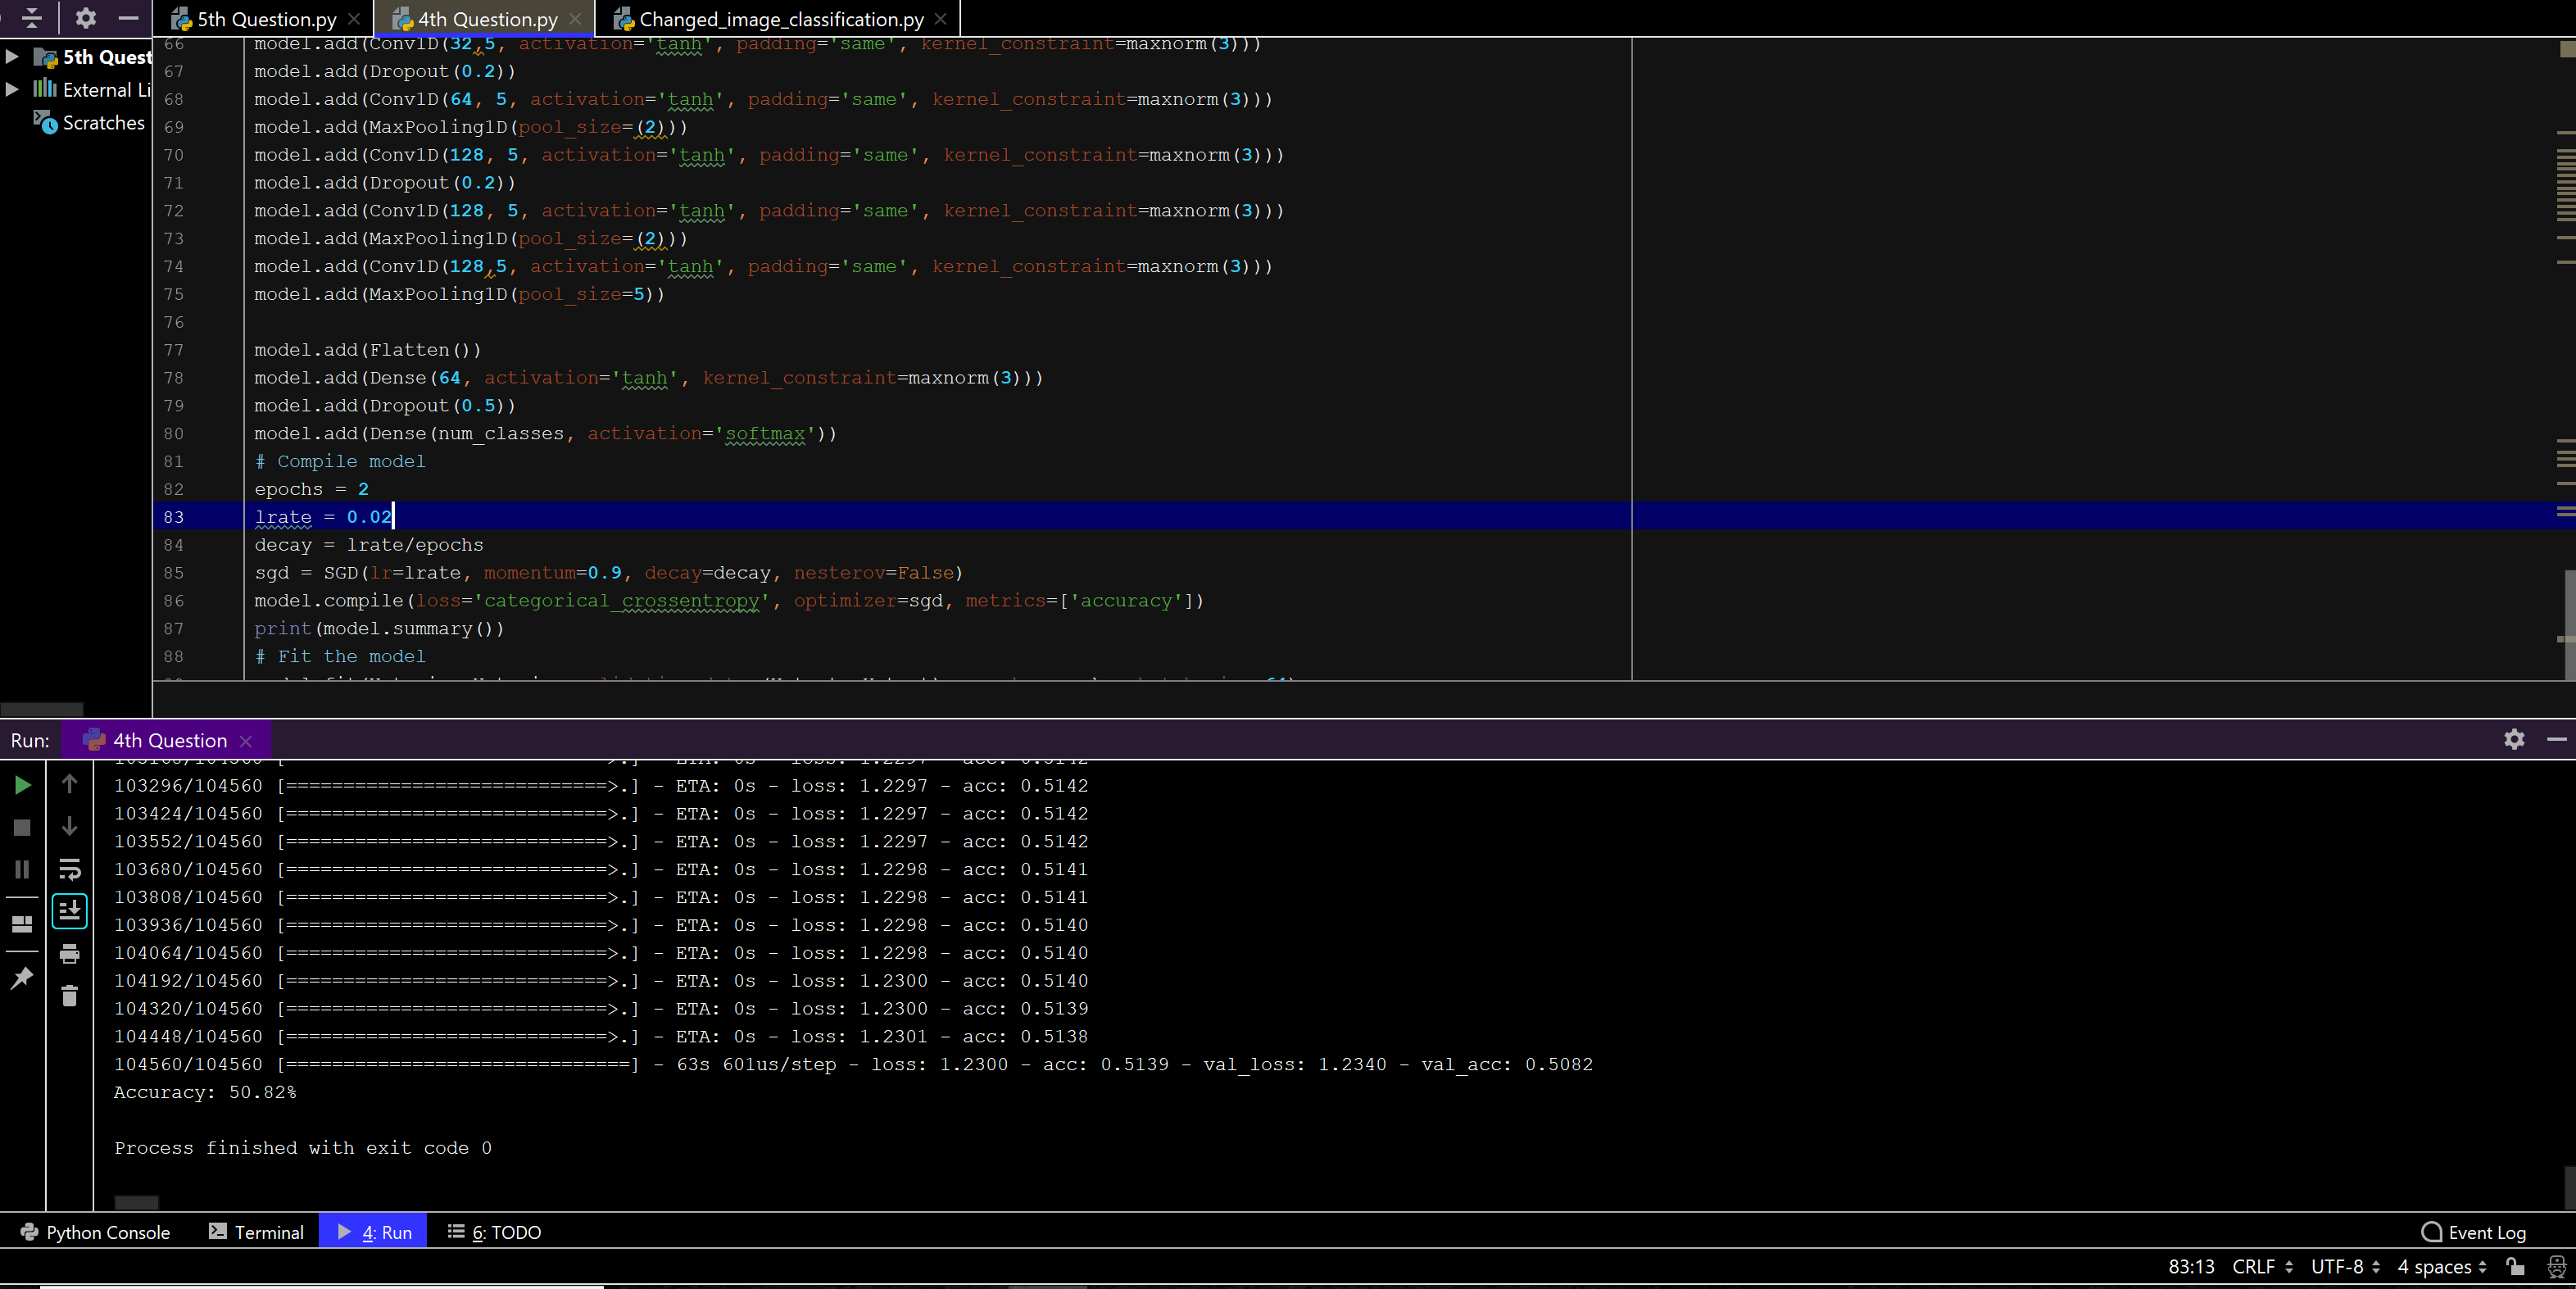 5th Question.py
4th Question.py
Changed_image_classification.py
5th Quest
External Li
Scratches
66 model.add(Conv1D(32,5, activation='tanh', padding='same', kernel_constraint=maxnorm(3)))
67 model.add(Dropout(0.2))
68 model.add(Conv1D(64, 5, activation='tanh', padding='same', kernel_constraint=maxnorm(3)))
69 model.add(MaxPooling1D(pool_size=(2)))
70 model.add(Conv1D(128, 5, activation='tanh', padding='same', kernel_constraint=maxnorm(3)))
71 model.add(Dropout(0.2))
72 model.add(Conv1D(128, 5, activation='tanh', padding='same', kernel_constraint=maxnorm(3)))
73 model.add(MaxPooling1D(pool_size=(2)))
74 model.add(Conv1D(128,5, activation='tanh', padding='same', kernel_constraint=maxnorm(3)))
75 model.add(MaxPooling1D(pool_size=5))
76
77 model.add(Flatten())
78 model.add(Dense(64, activation='tanh', kernel_constraint=maxnorm(3)))
79 model.add(Dropout(0.5))
80 model.add(Dense(num_classes, activation='softmax'))
81 # Compile model
82 epochs = 2
83 lrate = 0.02
84 decay = lrate/epochs
85 sgd = SGD(lr=lrate, momentum=0.9, decay=decay, nesterov=False)
86 model.compile(loss='categorical_crossentropy', optimizer=sgd, metrics=['accuracy'])
87 print(model.summary())
88 # Fit the model
Run: 4th Question
103296/104560 [============================>.] - ETA: 0s - loss: 1.2297 - acc: 0.5142
103424/104560 [============================>.] - ETA: 0s - loss: 1.2297 - acc: 0.5142
103552/104560 [============================>.] - ETA: 0s - loss: 1.2297 - acc: 0.5142
103680/104560 [============================>.] - ETA: 0s - loss: 1.2298 - acc: 0.5141
103808/104560 [============================>.] - ETA: 0s - loss: 1.2298 - acc: 0.5141
103936/104560 [============================>.] - ETA: 0s - loss: 1.2298 - acc: 0.5140
104064/104560 [============================>.] - ETA: 0s - loss: 1.2298 - acc: 0.5140
104192/104560 [============================>.] - ETA: 0s - loss: 1.2300 - acc: 0.5140
104320/104560 [============================>.] - ETA: 0s - loss: 1.2300 - acc: 0.5139
104448/104560 [============================>.] - ETA: 0s - loss: 1.2301 - acc: 0.5138
104560/104560 [==============================] - 63s 601us/step - loss: 1.2300 - acc: 0.5139 - val_loss: 1.2340 - val_acc: 0.5082
Accuracy: 50.82%
Process finished with exit code 0
Python Console
Terminal
4: Run
6: TODO
Event Log
83:13 CRLF UTF-8 4 spaces